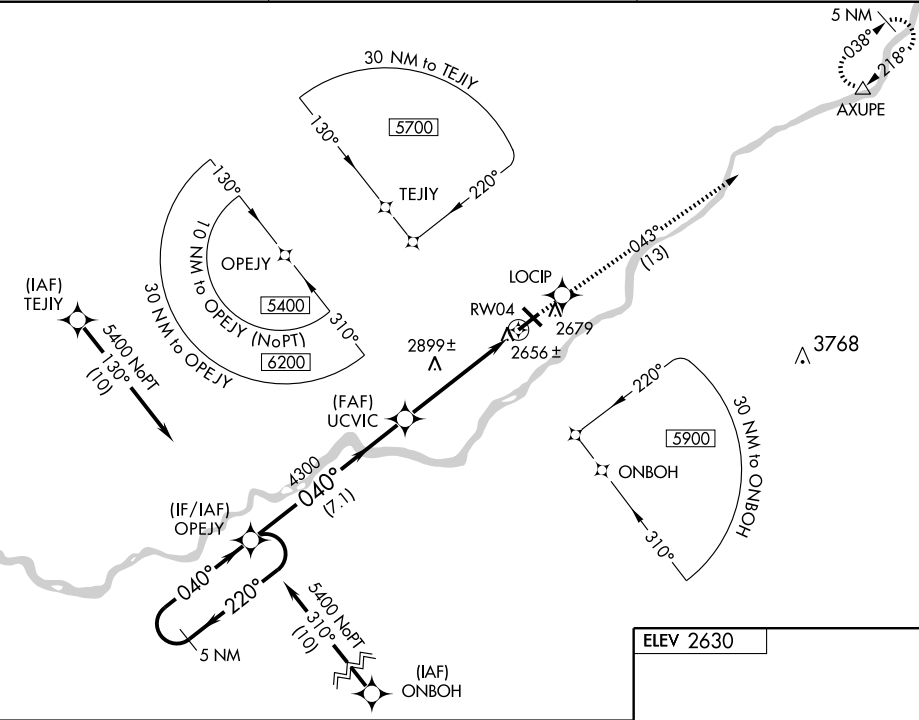 5 NM
038°
218°
AXUPE
30 NM to TEJIY
130°
5700
TEJIY
220°
130°
10 NM to OPEJY (NoPT)
OPEJY
5400
310°
30 NM to OPEJY
6200
043°
(13)
LOCIP
RW04
2679
2656 ±
2899 ±
3768
(IAF)
TEJIY
5400 NoPT
130°
(10)
(FAF)
UCVIC
220°
30 NM to ONBOH
5900
ONBOH
310°
4300
040°
(7.1)
(IF/IAF)
OPEJY
040°
220°
5 NM
5400 NoPT
310°
(10)
(IAF)
ONBOH
ELEV 2630